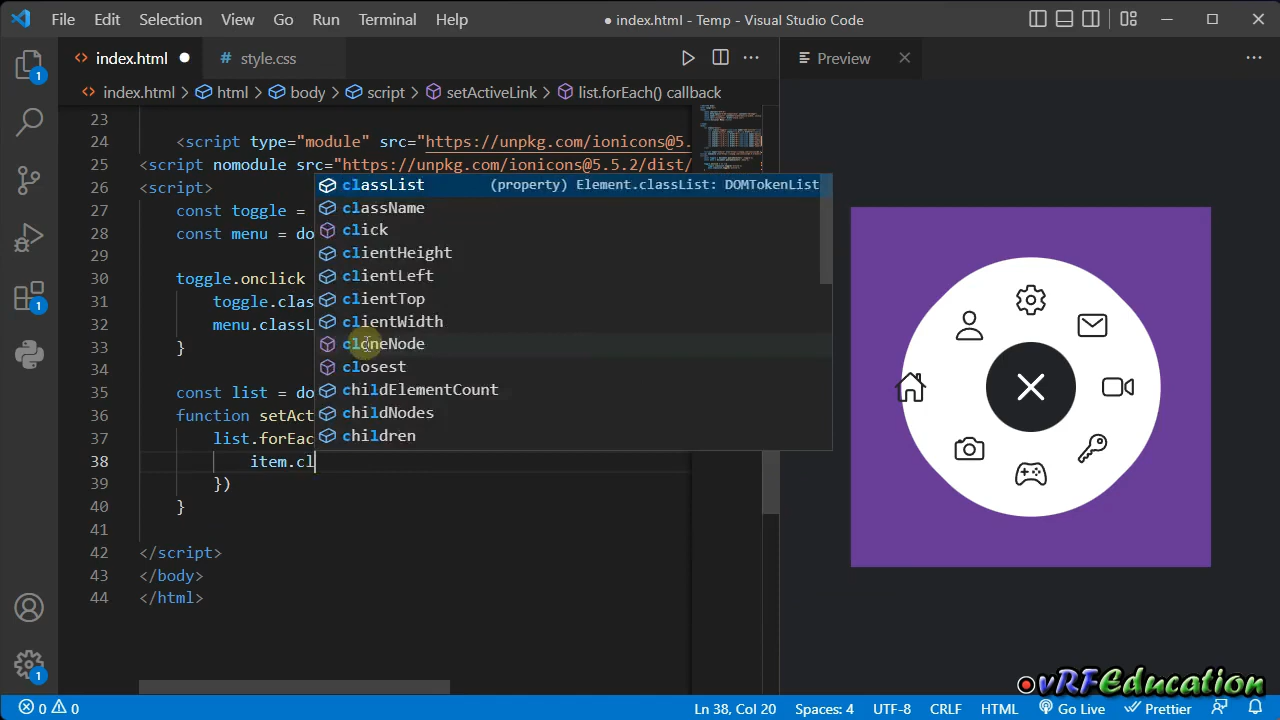 File Edit Selection View Go Run Terminal Help
● index.html - Temp - Visual Studio Code
index.html
# style.css
Preview
index.html > html > body > script > setActiveLink > list.forEach() callback
23
24 <script type="module" src="https://unpkg.com/ionicons@5.
25 <script nomodule src="https://unpkg.com/ionicons@5.5.2/dist/
26 <script>
27 const toggle =
28 const menu = do
29
30 toggle.onclick
31 toggle.clas
32 menu.classL
33 }
34
35 const list = do
36 function setAct
37 list.forEac
38 item.cl
39 })
40 }
41
42 </script>
43 </body>
44 </html>
classList (property) Element.classList: DOMTokenList
className
click
clientHeight
clientLeft
clientTop
clientWidth
cloneNode
closest
childElementCount
childNodes
children
1
1
1
vRFEducation
0 0
Ln 38, Col 20 Spaces: 4 UTF-8 CRLF HTML Go Live Prettier